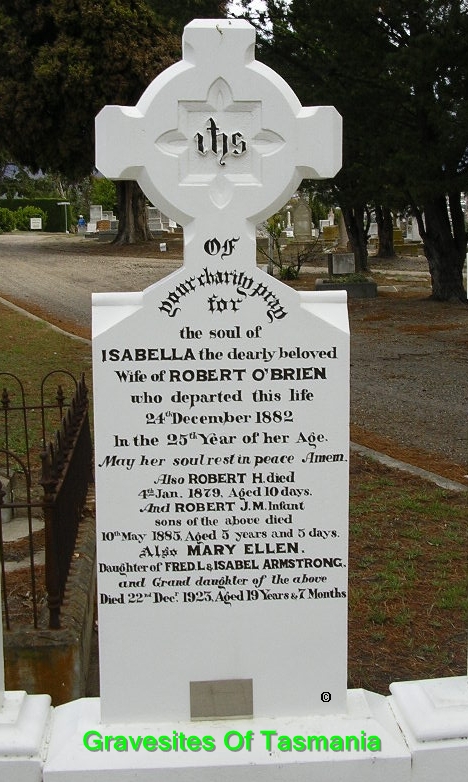 ihs
OF
your charity pray
for
the soul of
ISABELLA the dearly beloved
Wife of ROBERT O'BRIEN
who departed this life
24th December 1882
In the 25th Year of her Age.
May her soul rest in peace Amem.
Also ROBERT H. died
4th Jan. 1879, Aged 10 days.
And ROBERT J.M. Infant
sons of the above died
10th May 1885, Aged 5 years and 5 days.
Also MARY ELLEN.
Daughter of FRED. L & ISABEL ARMSTRONG.
and Grand daughter of the above
Died 22nd Decr. 1923, Aged 19 Years & 7 Months
©
Gravesites Of Tasmania